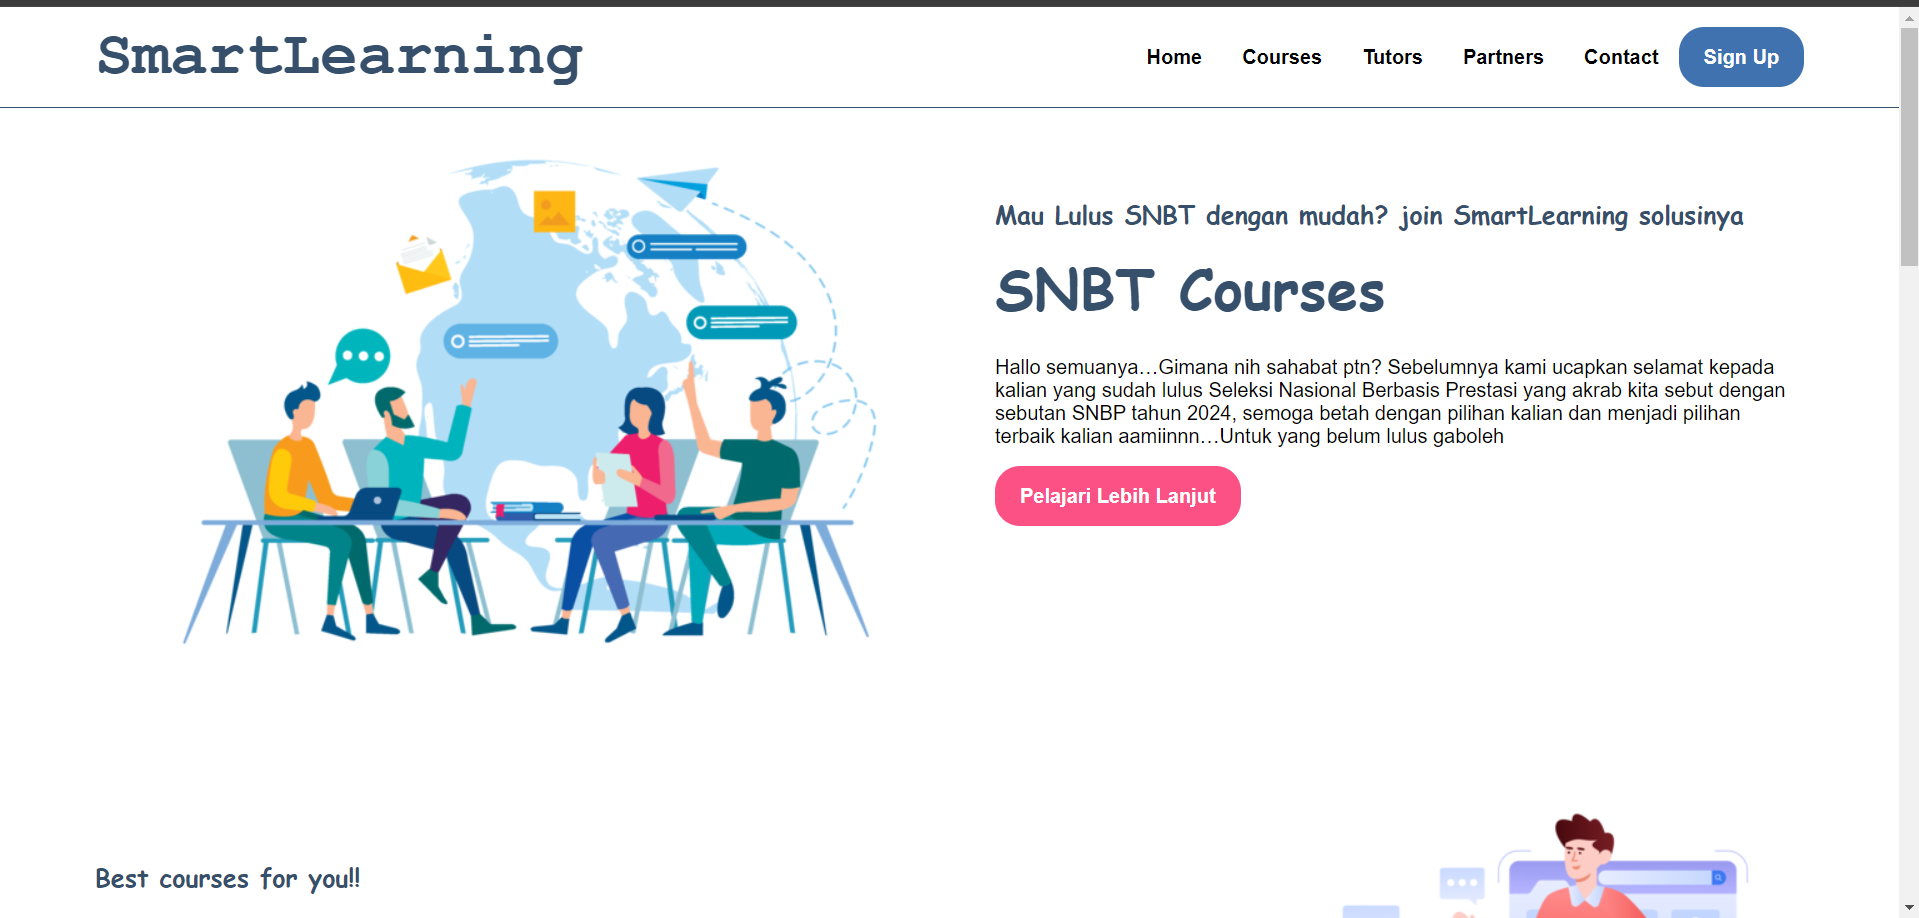 SmartLearning
Home
Courses
Tutors
Partners
Contact
Sign Up
Mau Lulus SNBT dengan mudah? join SmartLearning solusinya
SNBT Courses
Hallo semuanya...Gimana nih sahabat ptn? Sebelumnya kami ucapkan selamat kepada
kalian yang sudah lulus Seleksi Nasional Berbasis Prestasi yang akrab kita sebut dengan
sebutan SNBP tahun 2024, semoga betah dengan pilihan kalian dan menjadi pilihan
terbaik kalian aamiinnn...Untuk yang belum lulus gaboleh
Pelajari Lebih Lanjut
Best courses for you!!